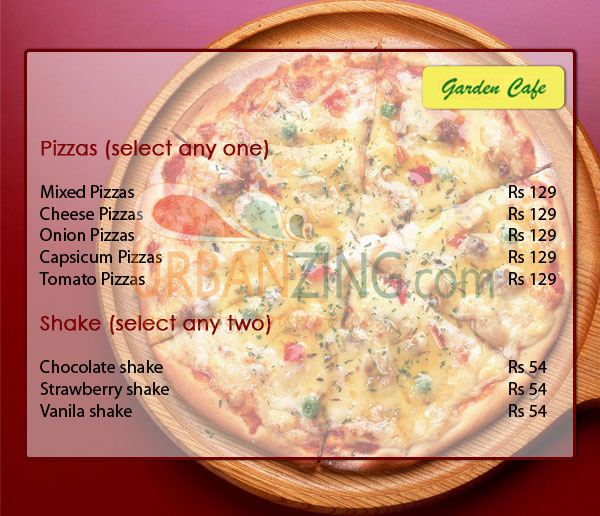 Garden Cafe
Pizzas (select any one)
Mixed Pizzas Rs 129
Cheese Pizzas Rs 129
Onion Pizzas Rs 129
Capsicum Pizzas Rs 129
Tomato Pizzas Rs 129
URBANZING.com
Shake (select any two)
Chocolate shake Rs 54
Strawberry shake Rs 54
Vanila shake Rs 54